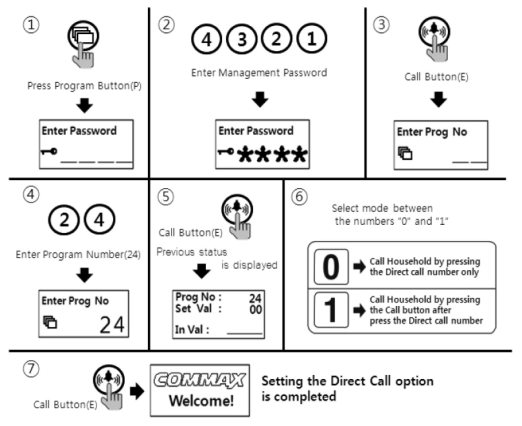 ①
Press Program Button(P)
Enter Password
②
4 3 2 1
Enter Management Password
Enter Password
****
③
Call Button(E)
Enter Prog No
④
2 4
Enter Program Number(24)
Enter Prog No
24
⑤
Call Button(E)
Previous status
is displayed
Prog No : 24
Set Val : 00
In Val :
⑥
Select mode between
the numbers "0" and "1"
0
Call Household by pressing
the Direct call number only
1
Call Household by pressing
the Call button after
press the Direct call number
⑦
Call Button(E)
COMMAX
Welcome!
Setting the Direct Call option
is completed